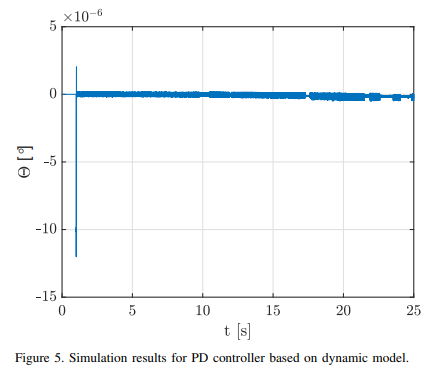 ×10⁻⁶
5
0
−5
−10
−15
Θ [°]
0 5 10 15 20 25
t [s]
Figure 5. Simulation results for PD controller based on dynamic model.